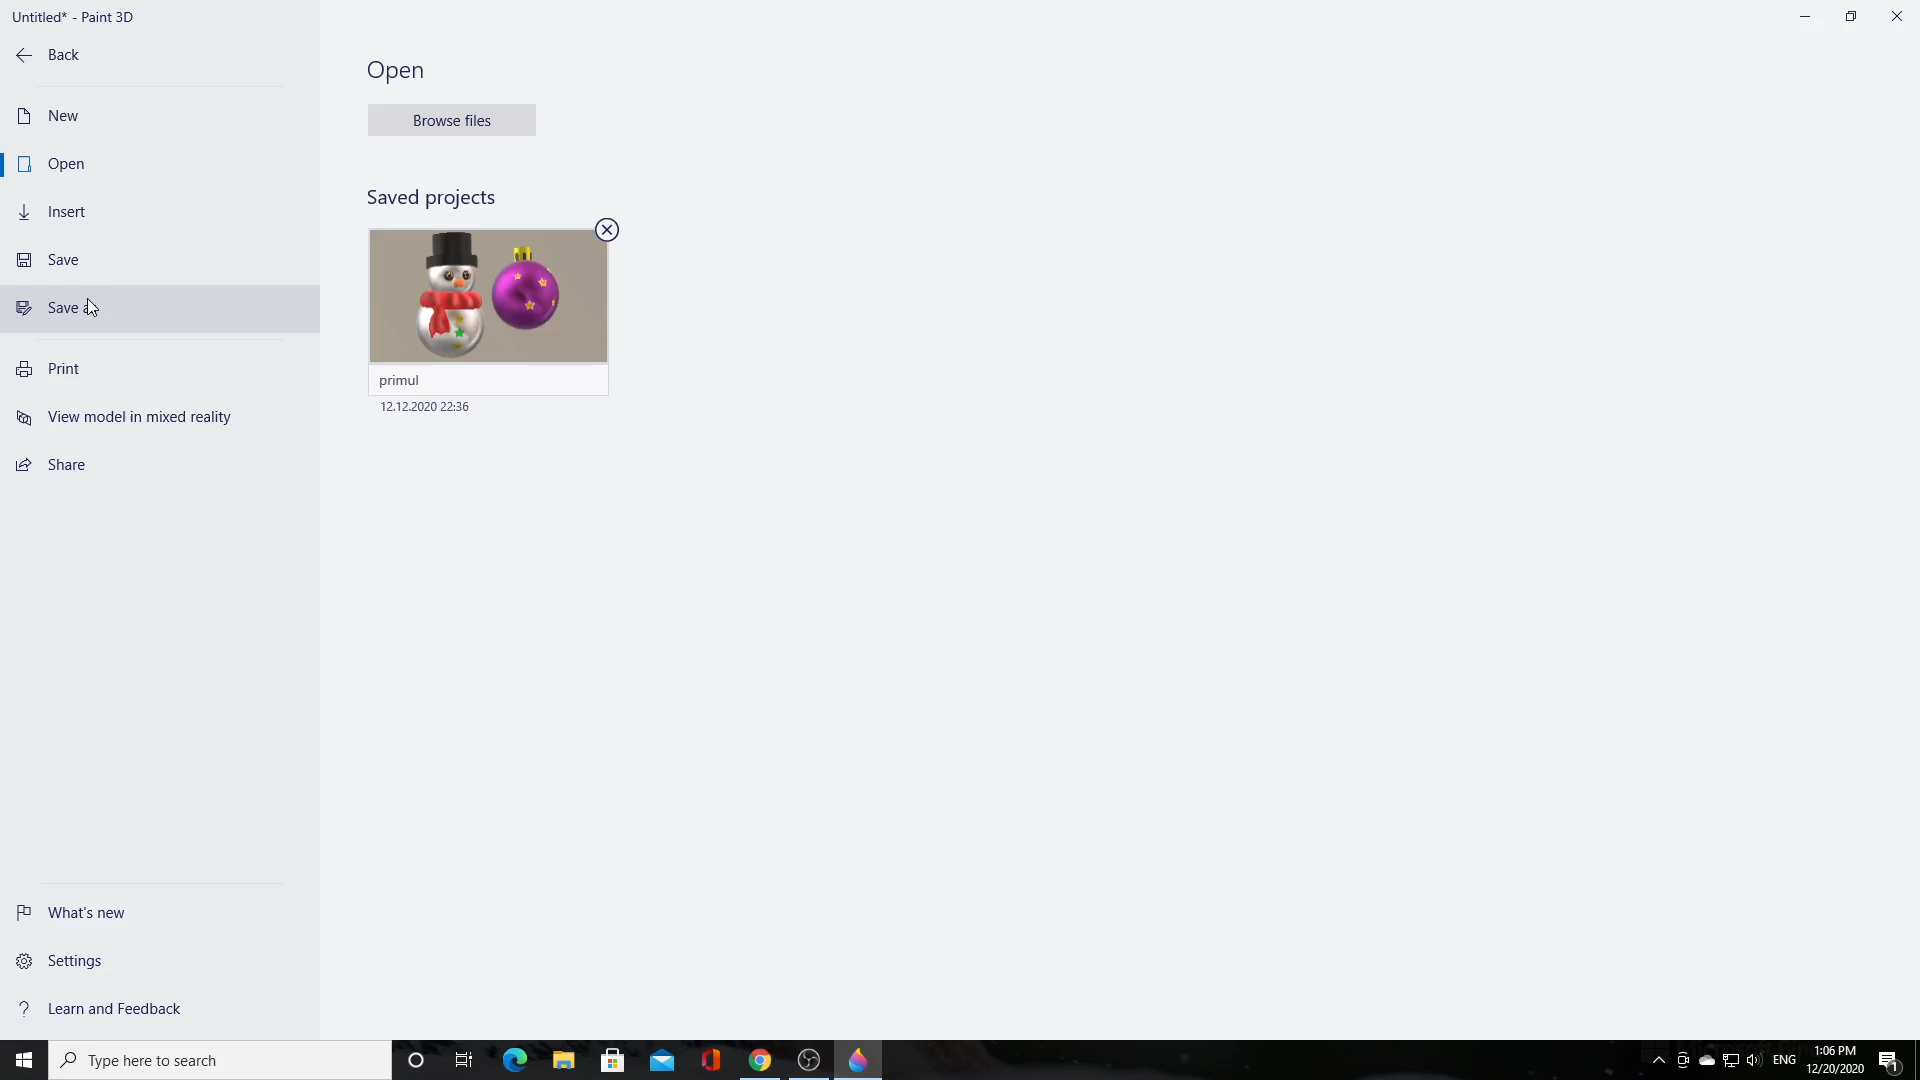 Untitled* - Paint 3D
Back
New
Open
Insert
Save
Save
Print
View model in mixed reality
Share
What's new
Settings
? Learn and Feedback
Open
Browse files
Saved projects
primul
12.12.2020 22:36
Type here to search
ENG
1:06 PM
12/20/2020
1